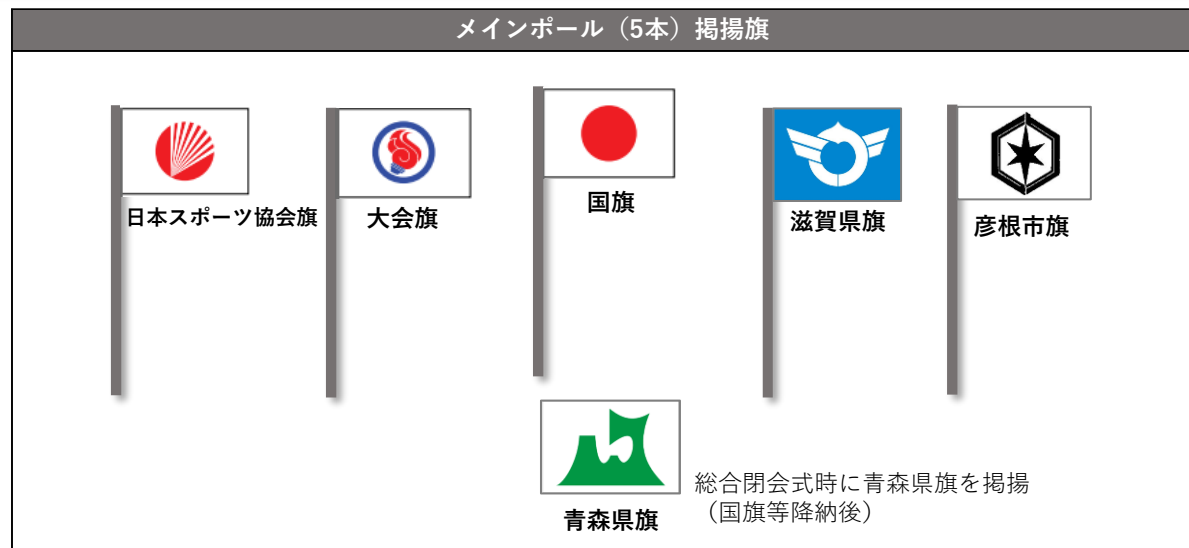 メインポール（5本）掲揚旗
日本スポーツ協会旗
大会旗
国旗
滋賀県旗
彦根市旗
青森県旗
総合閉会式時に青森県旗を掲揚
（国旗等降納後）